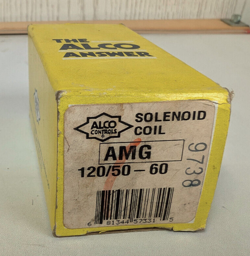 THE
ALCO
ANSWER
ALCO
CONTROLS
SOLENOID
COIL
AMG
9738
120/50-60